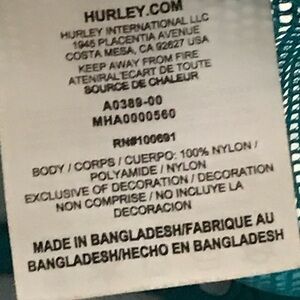 HURLEY.COM
HURLEY INTERNATIONAL LLC
1945 PLACENTIA AVENUE
COSTA MESA, CA 92627 USA
KEEP AWAY FROM FIRE
ATENIR A L'ECART DE TOUTE
SOURCE DE CHALEUR
A0389-00
MHA0000560
RN#100691
BODY / CORPS / CUERPO: 100% NYLON /
POLYAMIDE / NYLON
EXCLUSIVE OF DECORATION / DECORATION
NON COMPRISE / NO INCLUYE LA
DECORACION
MADE IN BANGLADESH/FABRIQUE AU
BANGLADESH/HECHO EN BANGLADESH